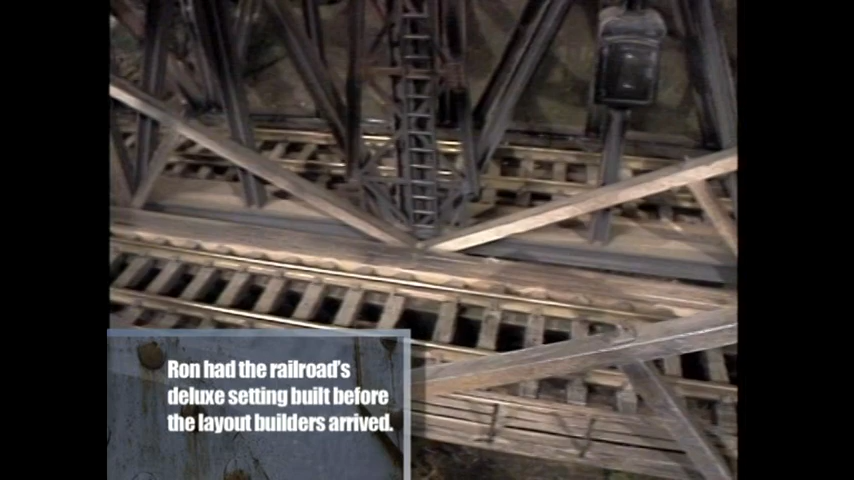 Ron had the railroad's
deluxe setting built before
the layout builders arrived.